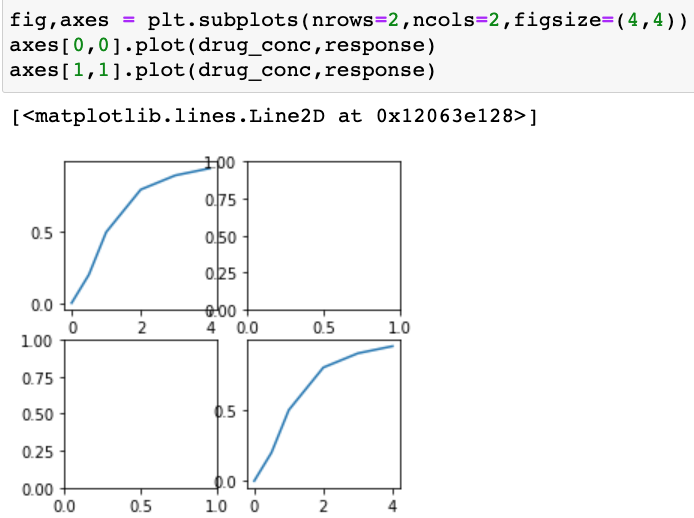 fig,axes = plt.subplots(nrows=2,ncols=2,figsize=(4,4))
axes[0,0].plot(drug_conc,response)
axes[1,1].plot(drug_conc,response)
[<matplotlib.lines.Line2D at 0x12063e128>]
0.5
0.0
0 2 4
1.00
0.75
0.50
0.25
0.00
0.0 0.5 1.0
1.00
0.75
0.50
0.25
0.00
0.0 0.5 1.0
0.5
0.0
0 2 4